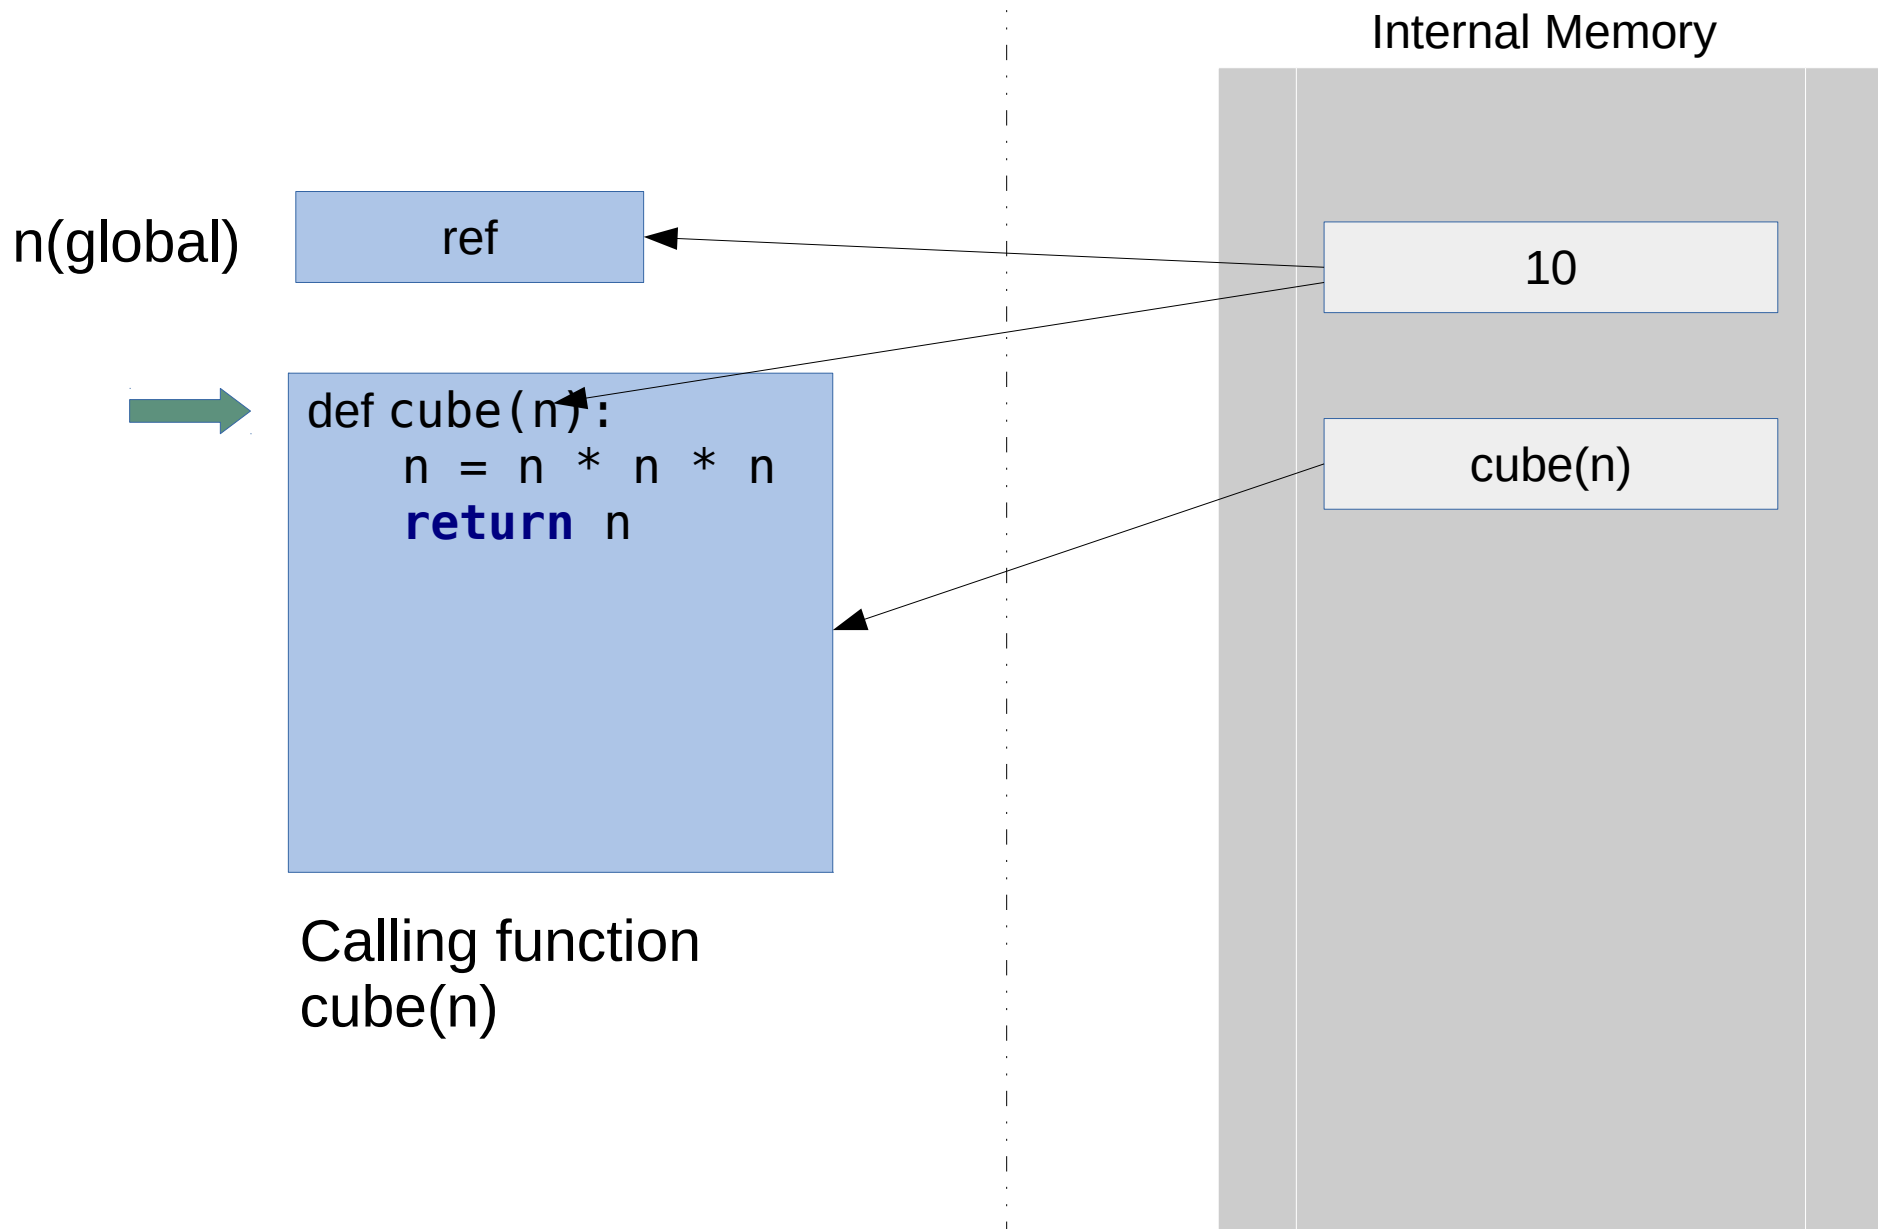 Internal Memory
n(global)
ref
10
def cube(n):
n = n * n * n
return n
cube(n)
Calling function
cube(n)